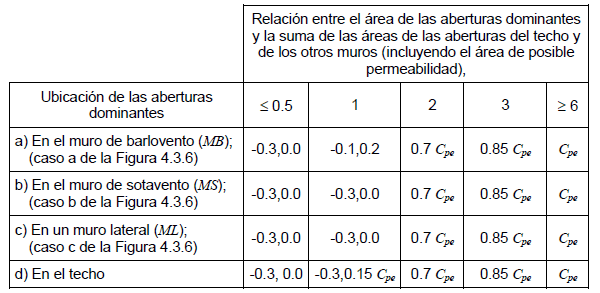 Relación entre el área de las aberturas dominantes
y la suma de las áreas de las aberturas del techo y
de los otros muros (incluyendo el área de posible
permeabilidad),
Ubicación de las aberturas
dominantes
≤ 0.5 1 2 3 ≥ 6
a) En el muro de barlovento (MB);
(caso a de la Figura 4.3.6)
-0.3,0.0 -0.1,0.2 0.7 Cpe 0.85 Cpe Cpe
b) En el muro de sotavento (MS);
(caso b de la Figura 4.3.6)
-0.3,0.0 -0.3,0.0 0.7 Cpe 0.85 Cpe Cpe
c) En un muro lateral (ML);
(caso c de la Figura 4.3.6)
-0.3,0.0 -0.3,0.0 0.7 Cpe 0.85 Cpe Cpe
d) En el techo -0.3, 0.0 -0.3,0.15 Cpe 0.7 Cpe 0.85 Cpe Cpe